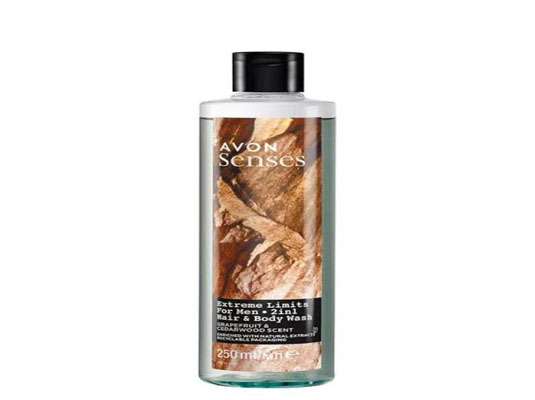 AVON
Senses
Extreme Limits
For Men • 2in1
Hair & Body Wash
GRAPEFRUIT &
CEDARWOOD SCENT
ENRICHED WITH NATURAL EXTRACTS
RECYCLABLE PACKAGING
250 ml/мл ℮